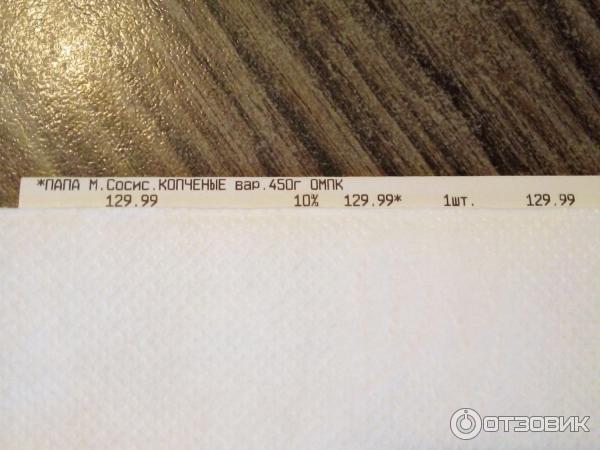 *ПАПА М.Сосис.КОПЧЕНЫЕ вар.450г ОМПК
129.99 10% 129.99* 1шт. 129.99
ОТЗОВИК